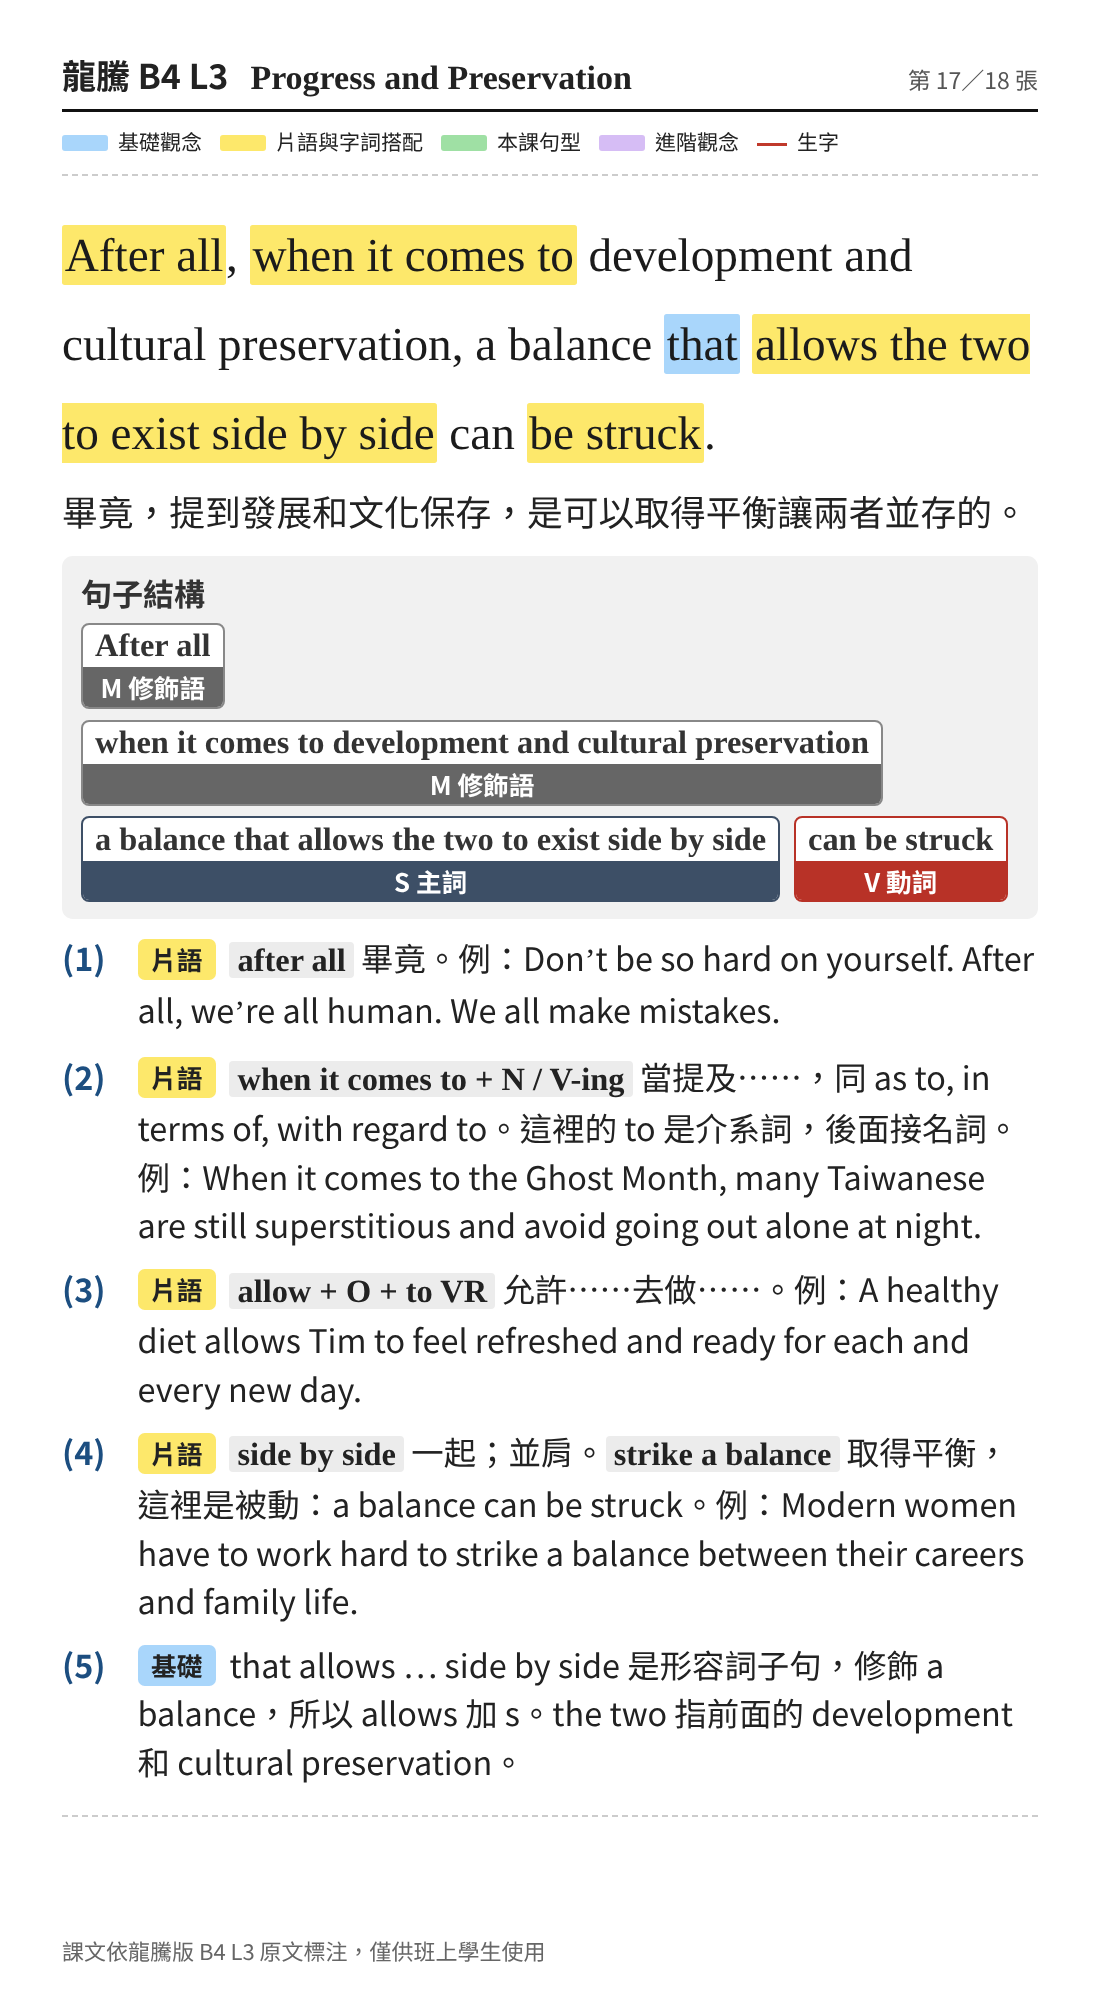 龍騰 B4 L3 Progress and Preservation 第 17／18 張
基礎觀念 片語與字詞搭配 本課句型 進階觀念 生字
After all, when it comes to development and
cultural preservation, a balance that allows the two
to exist side by side can be struck.
畢竟，提到發展和文化保存，是可以取得平衡讓兩者並存的。
句子結構
After all
M 修飾語
when it comes to development and cultural preservation
M 修飾語
a balance that allows the two to exist side by side can be struck
S 主詞 V 動詞
(1) 片語 after all 畢竟。例：Don’t be so hard on yourself. After
all, we’re all human. We all make mistakes.
(2) 片語 when it comes to + N / V-ing 當提及……，同 as to, in
terms of, with regard to。這裡的 to 是介系詞，後面接名詞。
例：When it comes to the Ghost Month, many Taiwanese
are still superstitious and avoid going out alone at night.
(3) 片語 allow + O + to VR 允許……去做……。例：A healthy
diet allows Tim to feel refreshed and ready for each and
every new day.
(4) 片語 side by side 一起；並肩。strike a balance 取得平衡，
這裡是被動：a balance can be struck。例：Modern women
have to work hard to strike a balance between their careers
and family life.
(5) 基礎 that allows … side by side 是形容詞子句，修飾 a
balance，所以 allows 加 s。the two 指前面的 development
和 cultural preservation。
課文依龍騰版 B4 L3 原文標注，僅供班上學生使用